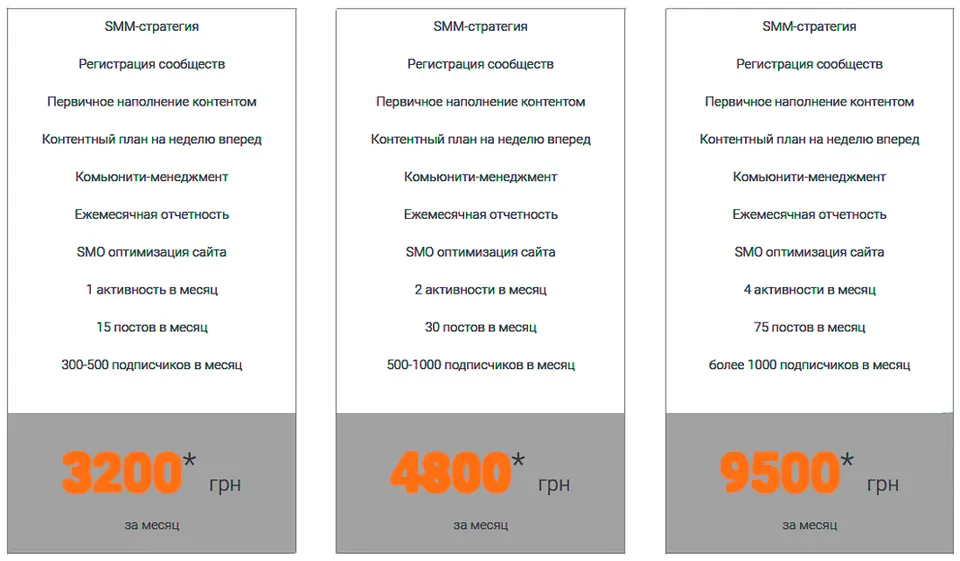 SMM-стратегия
Регистрация сообществ
Первичное наполнение контентом
Контентный план на неделю вперед
Комьюнити-менеджмент
Ежемесячная отчетность
SMO оптимизация сайта
1 активность в месяц
15 постов в месяц
300-500 подписчиков в месяц
3200* грн
за месяц
SMM-стратегия
Регистрация сообществ
Первичное наполнение контентом
Контентный план на неделю вперед
Комьюнити-менеджмент
Ежемесячная отчетность
SMO оптимизация сайта
2 активности в месяц
30 постов в месяц
500-1000 подписчиков в месяц
4800* грн
за месяц
SMM-стратегия
Регистрация сообществ
Первичное наполнение контентом
Контентный план на неделю вперед
Комьюнити-менеджмент
Ежемесячная отчетность
SMO оптимизация сайта
4 активности в месяц
75 постов в месяц
более 1000 подписчиков в месяц
9500* грн
за месяц